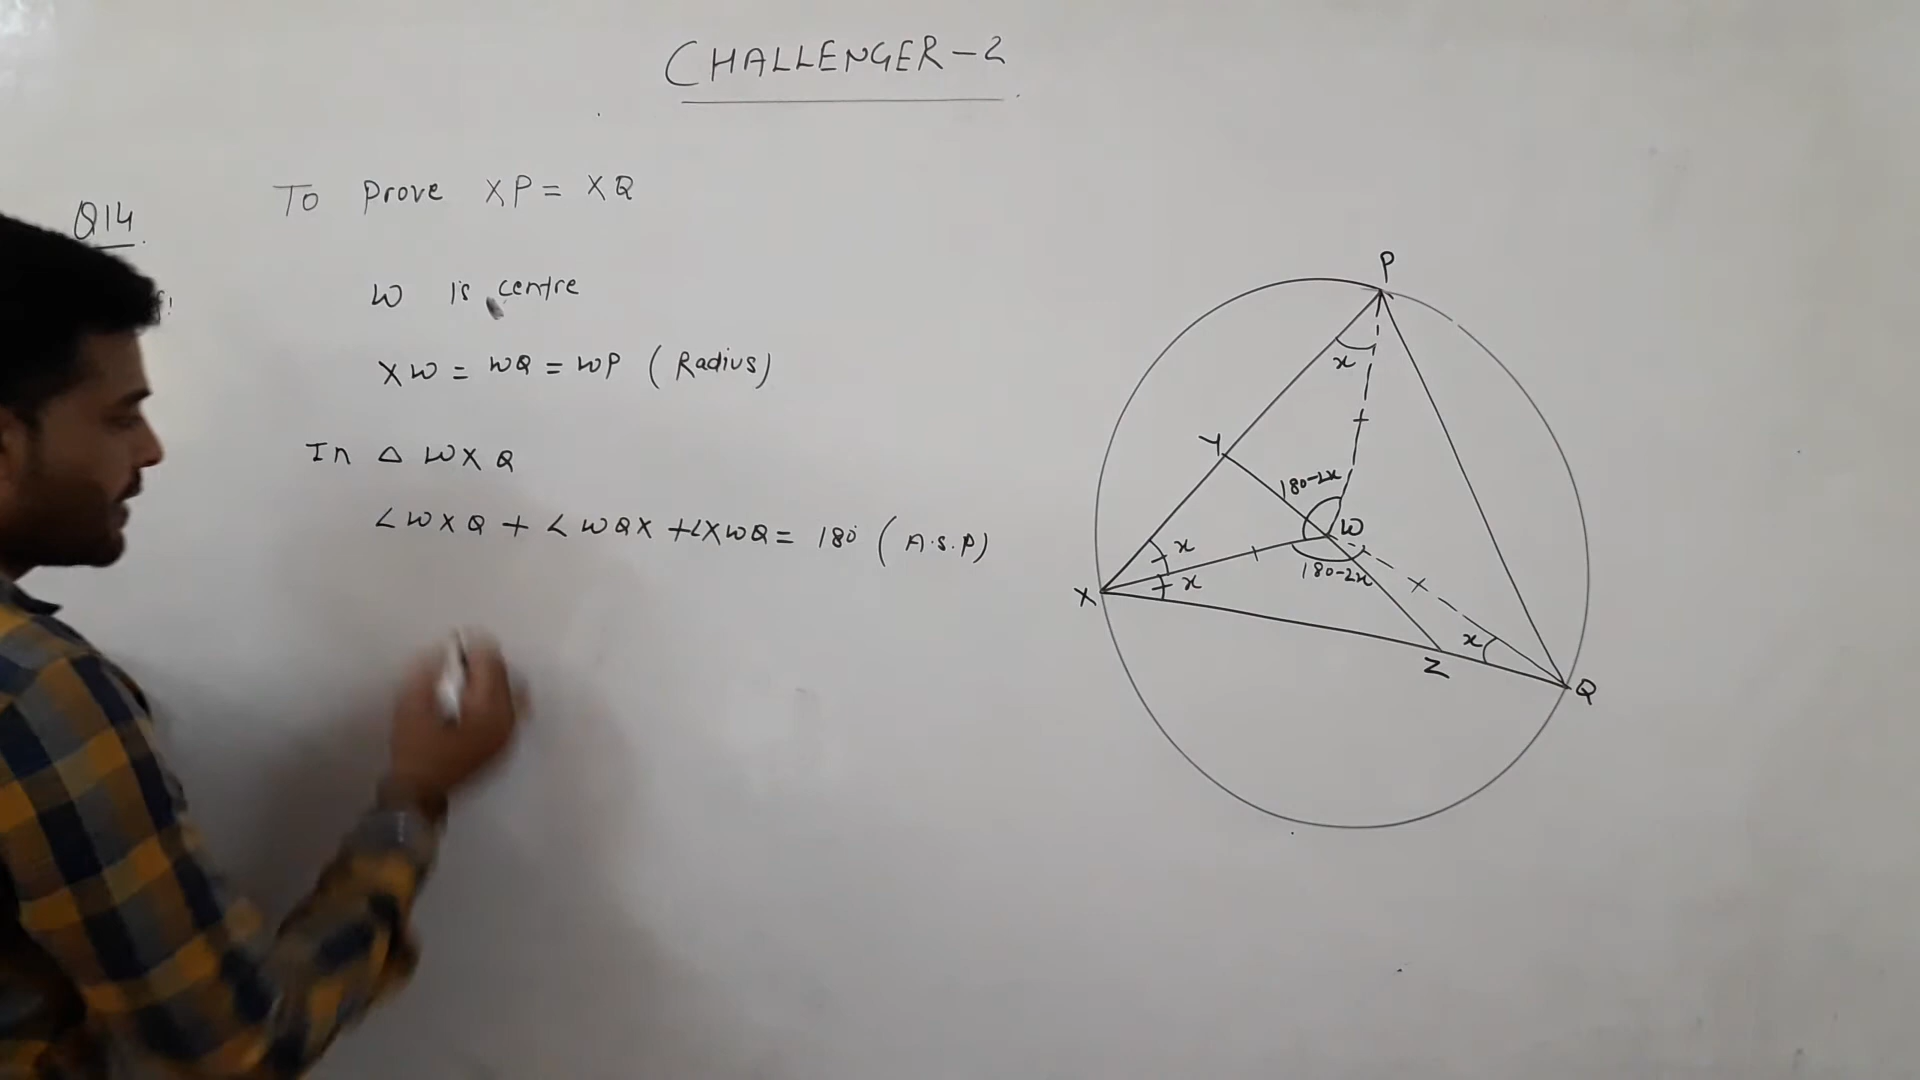 CHALLENGER-2
Q14.
To Prove XP = XQ
f!
W is centre
XW = WQ = WP (Radius)
In △ WXQ
∠WXQ + ∠WQX + ∠XWQ = 180° (A.S.P)
P
x
Y
180-2x
W
x
x
180-2x
X
x
Z
Q